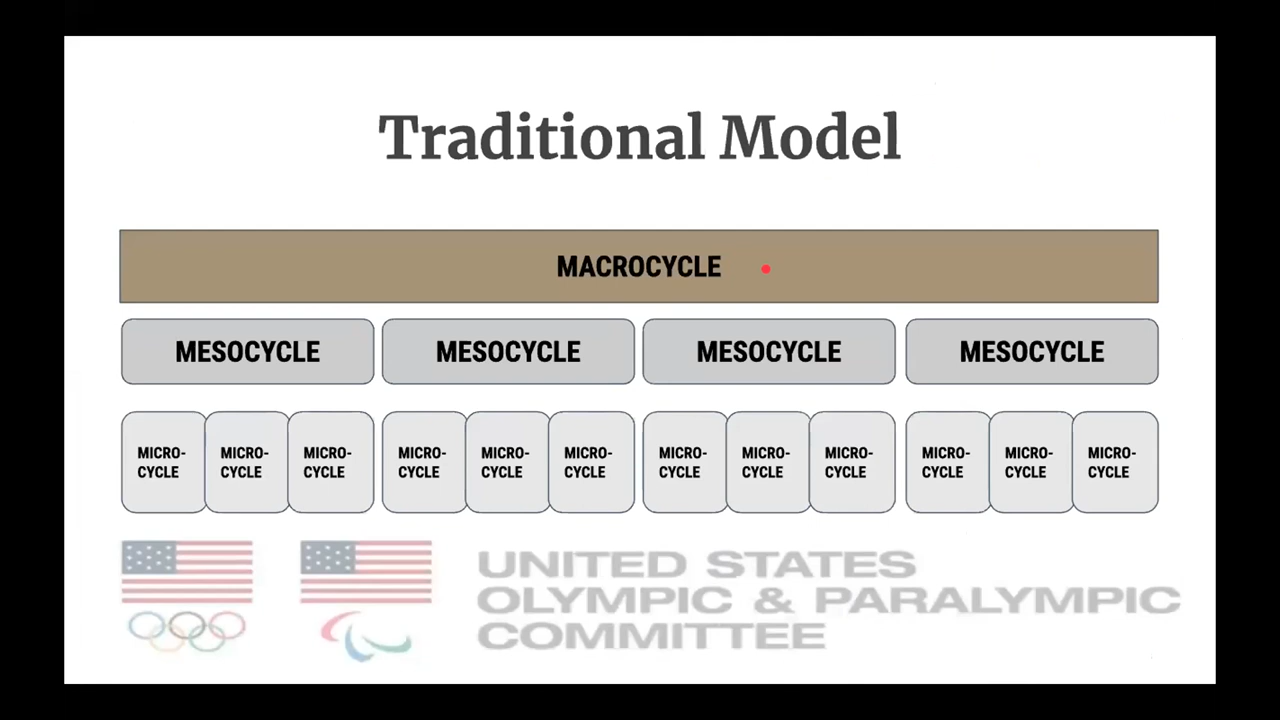 Traditional Model
MACROCYCLE
MESOCYCLE MESOCYCLE MESOCYCLE MESOCYCLE
MICRO- MICRO- MICRO- MICRO- MICRO- MICRO- MICRO- MICRO- MICRO- MICRO- MICRO- MICRO-
CYCLE CYCLE CYCLE CYCLE CYCLE CYCLE CYCLE CYCLE CYCLE CYCLE CYCLE CYCLE
UNITED STATES
OLYMPIC & PARALYMPIC
COMMITTEE